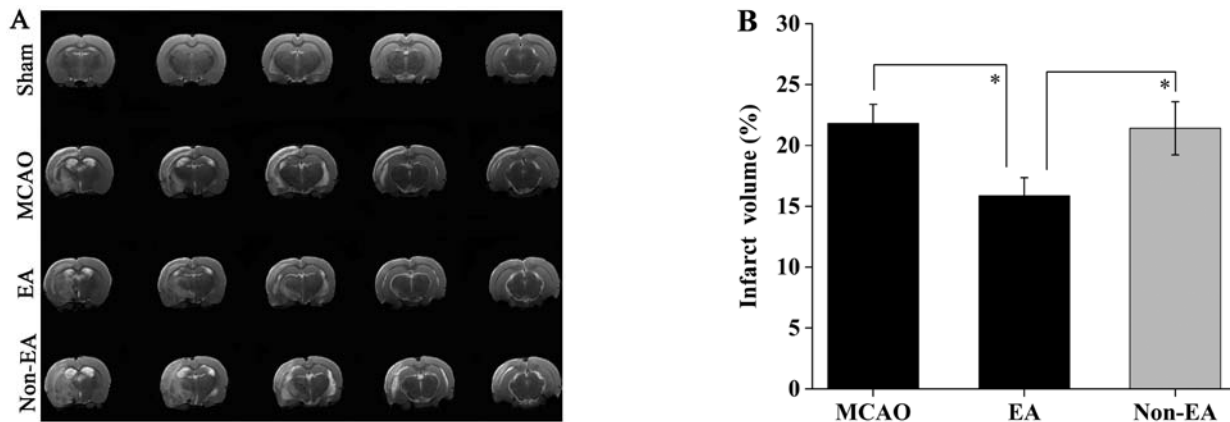 A
Sham
MCAO
EA
Non-EA
B
Infarct volume (%)
30
25
20
15
10
5
0
*
*
MCAO EA Non-EA